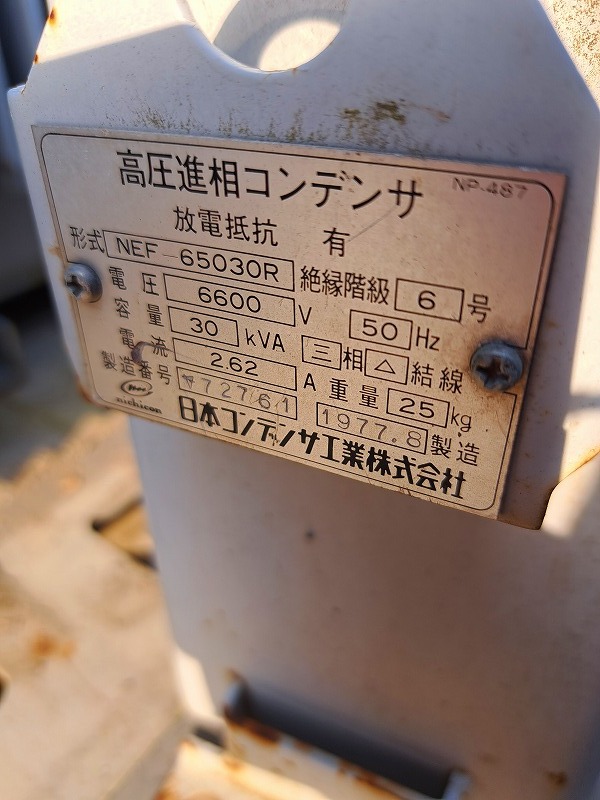 高圧進相コンデンサ NP-487
放電抵抗 有
形式 NEF-65030R 絶縁階級 6 号
電圧 6600 V 50 Hz
容量 30 kVA 三 相 △ 結線
電流 2.62 A 重量 25 kg
製造番号 772761 1977.8 製造
nichicon 日本コンデンサ工業株式会社